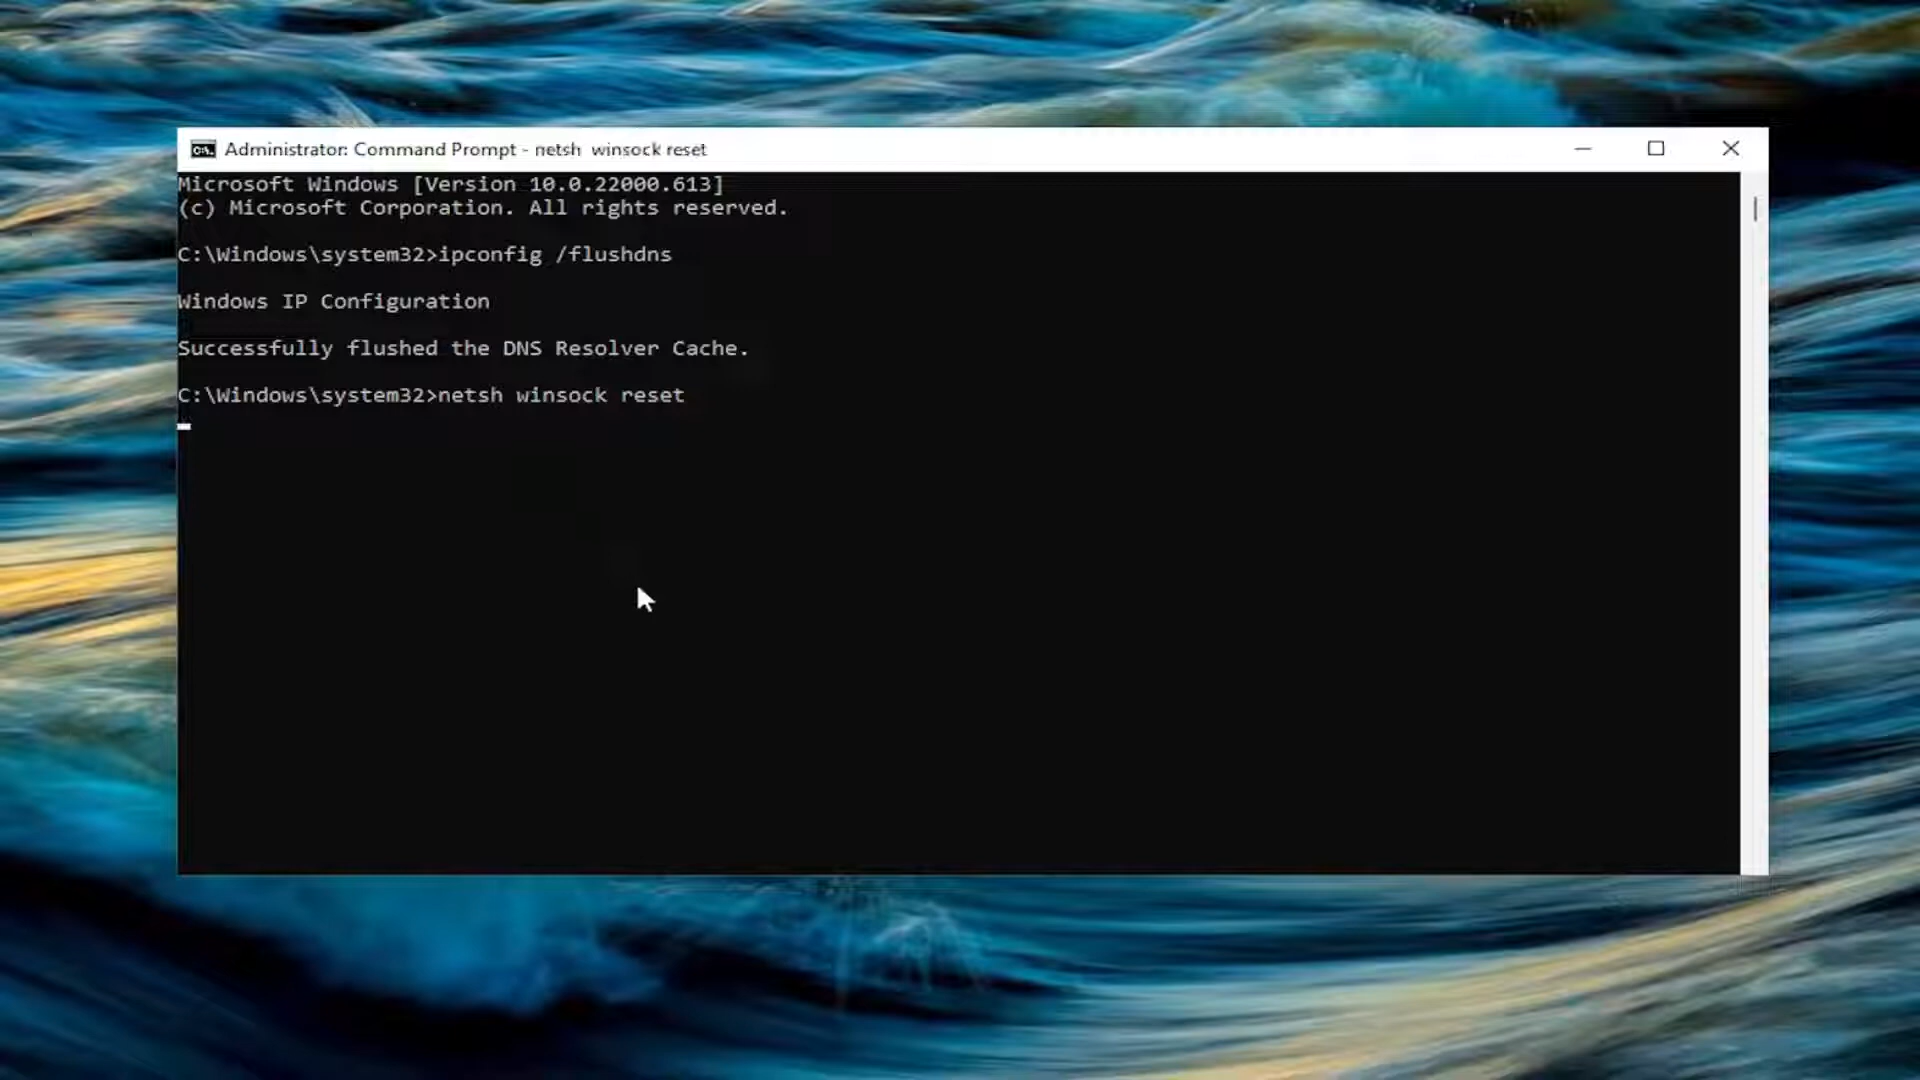 Administrator: Command Prompt - netsh  winsock reset
Microsoft Windows [Version 10.0.22000.613]
(c) Microsoft Corporation. All rights reserved.
C:\Windows\system32>ipconfig /flushdns
Windows IP Configuration
Successfully flushed the DNS Resolver Cache.
C:\Windows\system32>netsh winsock reset